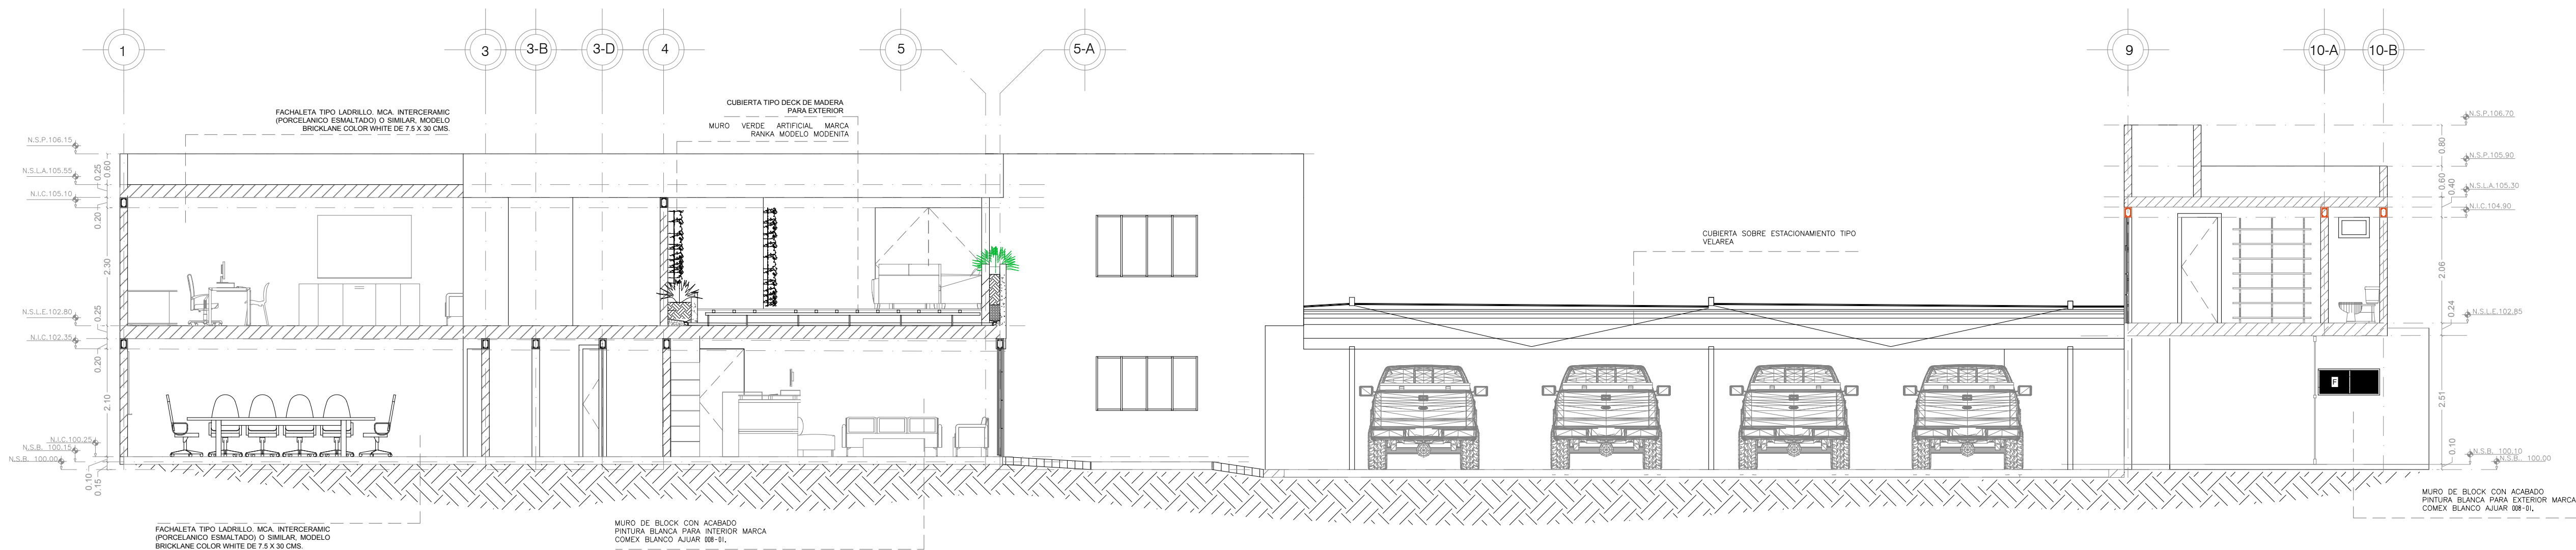 1
3
3-B
3-D
4
5
5-A
9
10-A
10-B
FACHALETA TIPO LADRILLO. MCA. INTERCERAMIC
(PORCELANICO ESMALTADO) O SIMILAR, MODELO
BRICKLANE COLOR WHITE DE 7.5 X 30 CMS.
CUBIERTA TIPO DECK DE MADERA
PARA EXTERIOR
MURO VERDE ARTIFICIAL MARCA
RANKA MODELO MODENITA
CUBIERTA SOBRE ESTACIONAMIENTO TIPO
VELAREA
N.S.P.106.15
N.S.L.A.105.55
N.I.C.105.10
N.S.L.E.102.80
N.I.C.102.35
N.I.C.100.25
N.S.B. 100.15
N.S.B. 100.00
0.60
0.25
0.20
2.30
0.25
0.20
2.10
0.10
0.15
N.S.P.106.70
N.S.P.105.90
N.S.L.A.105.30
N.I.C.104.90
N.S.L.E.102.85
N.S.B. 100.10
N.S.B. 100.00
0.80
0.60
0.40
2.06
0.24
2.51
0.10
F
FACHALETA TIPO LADRILLO. MCA. INTERCERAMIC
(PORCELANICO ESMALTADO) O SIMILAR, MODELO
BRICKLANE COLOR WHITE DE 7.5 X 30 CMS.
MURO DE BLOCK CON ACABADO
PINTURA BLANCA PARA INTERIOR MARCA
COMEX BLANCO AJUAR 008-01.
MURO DE BLOCK CON ACABADO
PINTURA BLANCA PARA EXTERIOR MARCA
COMEX BLANCO AJUAR 008-01.